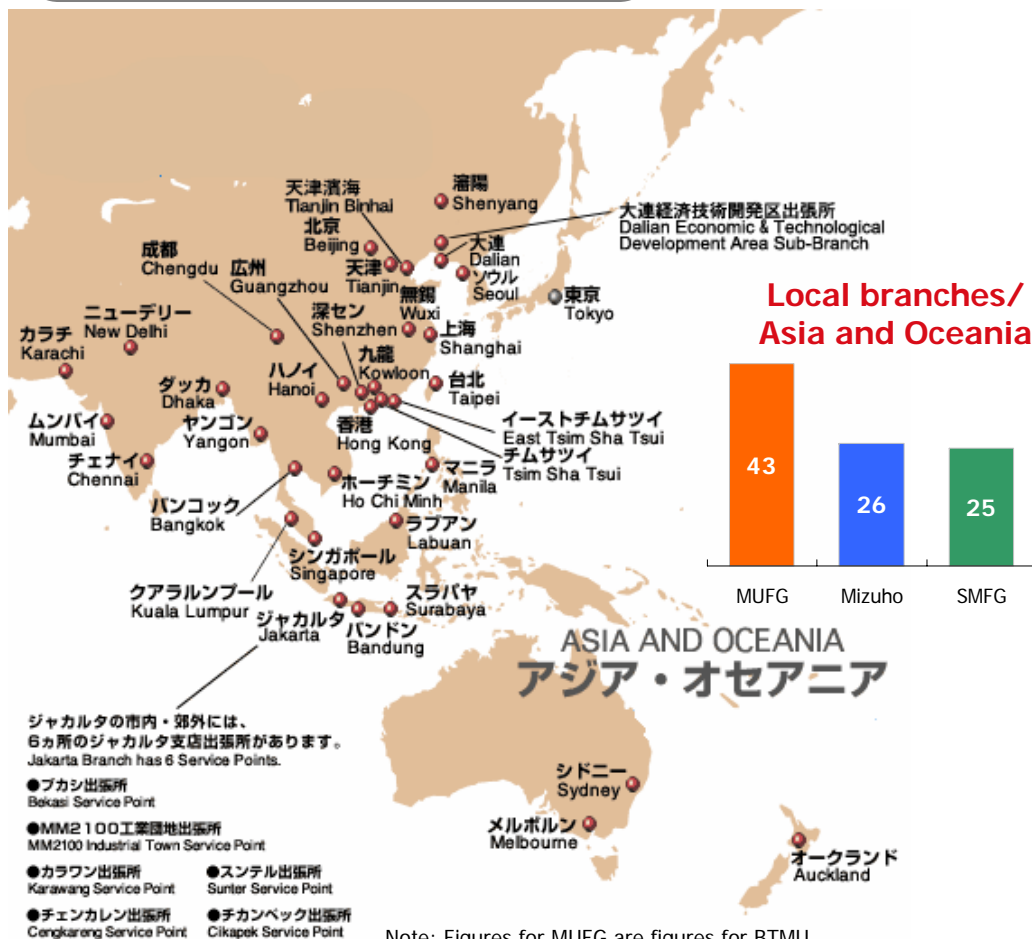 天津濱海
Tianjin Binhai
瀋陽
Shenyang
大連経済技術開発区出張所
Dalian Economic & Technological
Development Area Sub-Branch
北京
Beijing
大連
Dalian
成都
Chengdu
広州
Guangzhou
天津
Tianjin
ソウル
Seoul
無錫
Wuxi
東京
Tokyo
Local branches/
Asia and Oceania
ニューデリー
New Delhi
深セン
Shenzhen
上海
Shanghai
カラチ
Karachi
九龍
Kowloon
ハノイ
Hanoi
ダッカ
Dhaka
台北
Taipei
ムンバイ
Mumbai
ヤンゴン
Yangon
香港
Hong Kong
イーストチムサツイ
East Tsim Sha Tsui
チムサツイ
Tsim Sha Tsui
チェナイ
Chennai
マニラ
Manila
ホーチミン
Ho Chi Minh
バンコック
Bangkok
ラブアン
Labuan
シンガポール
Singapore
クアラルンプール
Kuala Lumpur
スラバヤ
Surabaya
ジャカルタ
Jakarta
バンドン
Bandung
43
26
25
MUFG
Mizuho
SMFG
ASIA AND OCEANIA
アジア・オセアニア
ジャカルタの市内・郊外には、
6ヵ所のジャカルタ支店出張所があります。
Jakarta Branch has 6 Service Points.
●ブカシ出張所
Bekasi Service Point
●MM2100工業団地出張所
MM2100 Industrial Town Service Point
●カラワン出張所
Karawang Service Point
●スンテル出張所
Sunter Service Point
●チェンカレン出張所
Cengkareng Service Point
●チカンペック出張所
Cikapek Service Point
シドニー
Sydney
メルボルン
Melbourne
オークランド
Auckland
Note: Figures for MUFG are figures for BTMU